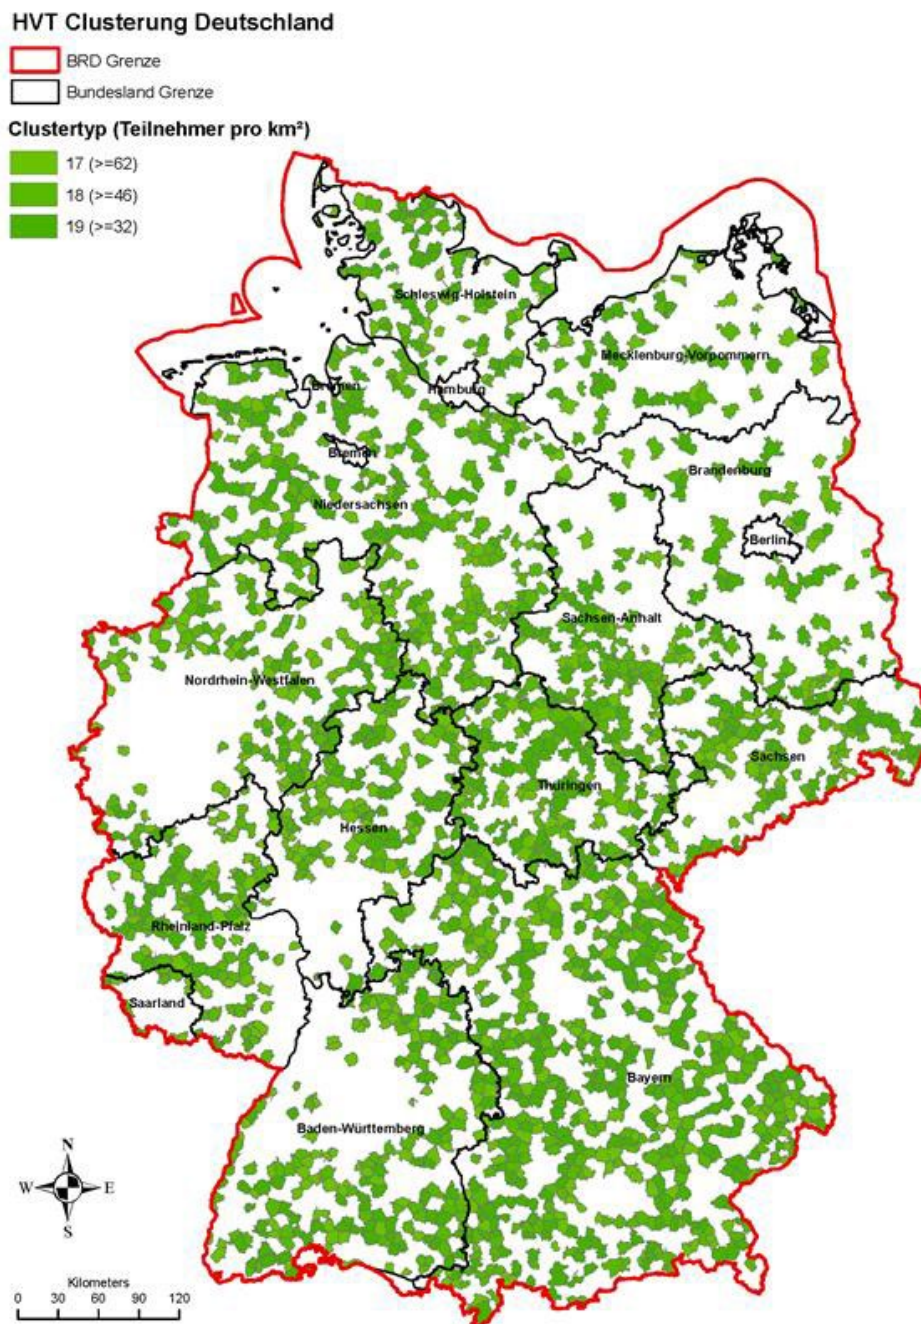 HVT Clusterung Deutschland
BRD Grenze
Bundesland Grenze
Clustertyp (Teilnehmer pro km²)
17 (>=62)
18 (>=46)
19 (>=32)
Schleswig-Holstein
Mecklenburg-Vorpommern
Bremen
Hamburg
Bremen
Brandenburg
Niedersachsen
Berlin
Sachsen-Anhalt
Nordrhein-Westfalen
Sachsen
Thüringen
Hessen
Rheinland-Pfalz
Saarland
Bayern
Baden-Württemberg
N
W E
S
Kilometers
0 30 60 90 120